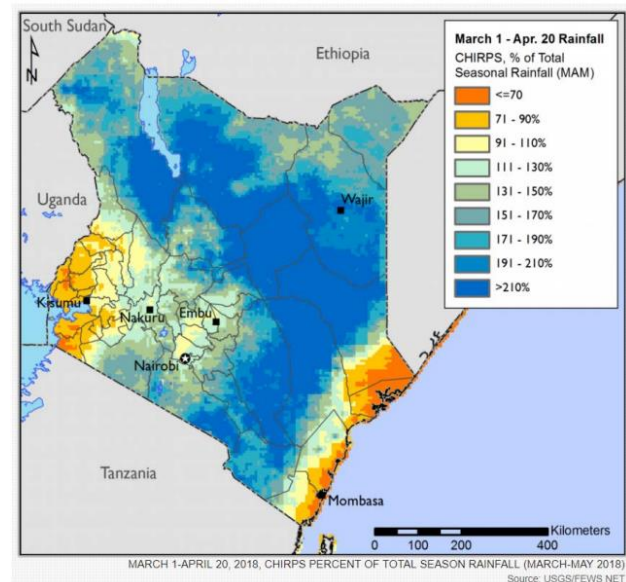 South Sudan
Ethiopia
N
Uganda
Wajir
Kisumu
Nakuru
Embu
Nairobi
Tanzania
Mombasa
March 1 - Apr. 20 Rainfall
CHIRPS, % of Total
Seasonal Rainfall (MAM)
<=70
71 - 90%
91 - 110%
111 - 130%
131 - 150%
151 - 170%
171 - 190%
191 - 210%
>210%
Kilometers
0 100 200 400
MARCH 1-APRIL 20, 2018, CHIRPS PERCENT OF TOTAL SEASON RAINFALL (MARCH-MAY 2018)
Source: USGS/FEWS NET